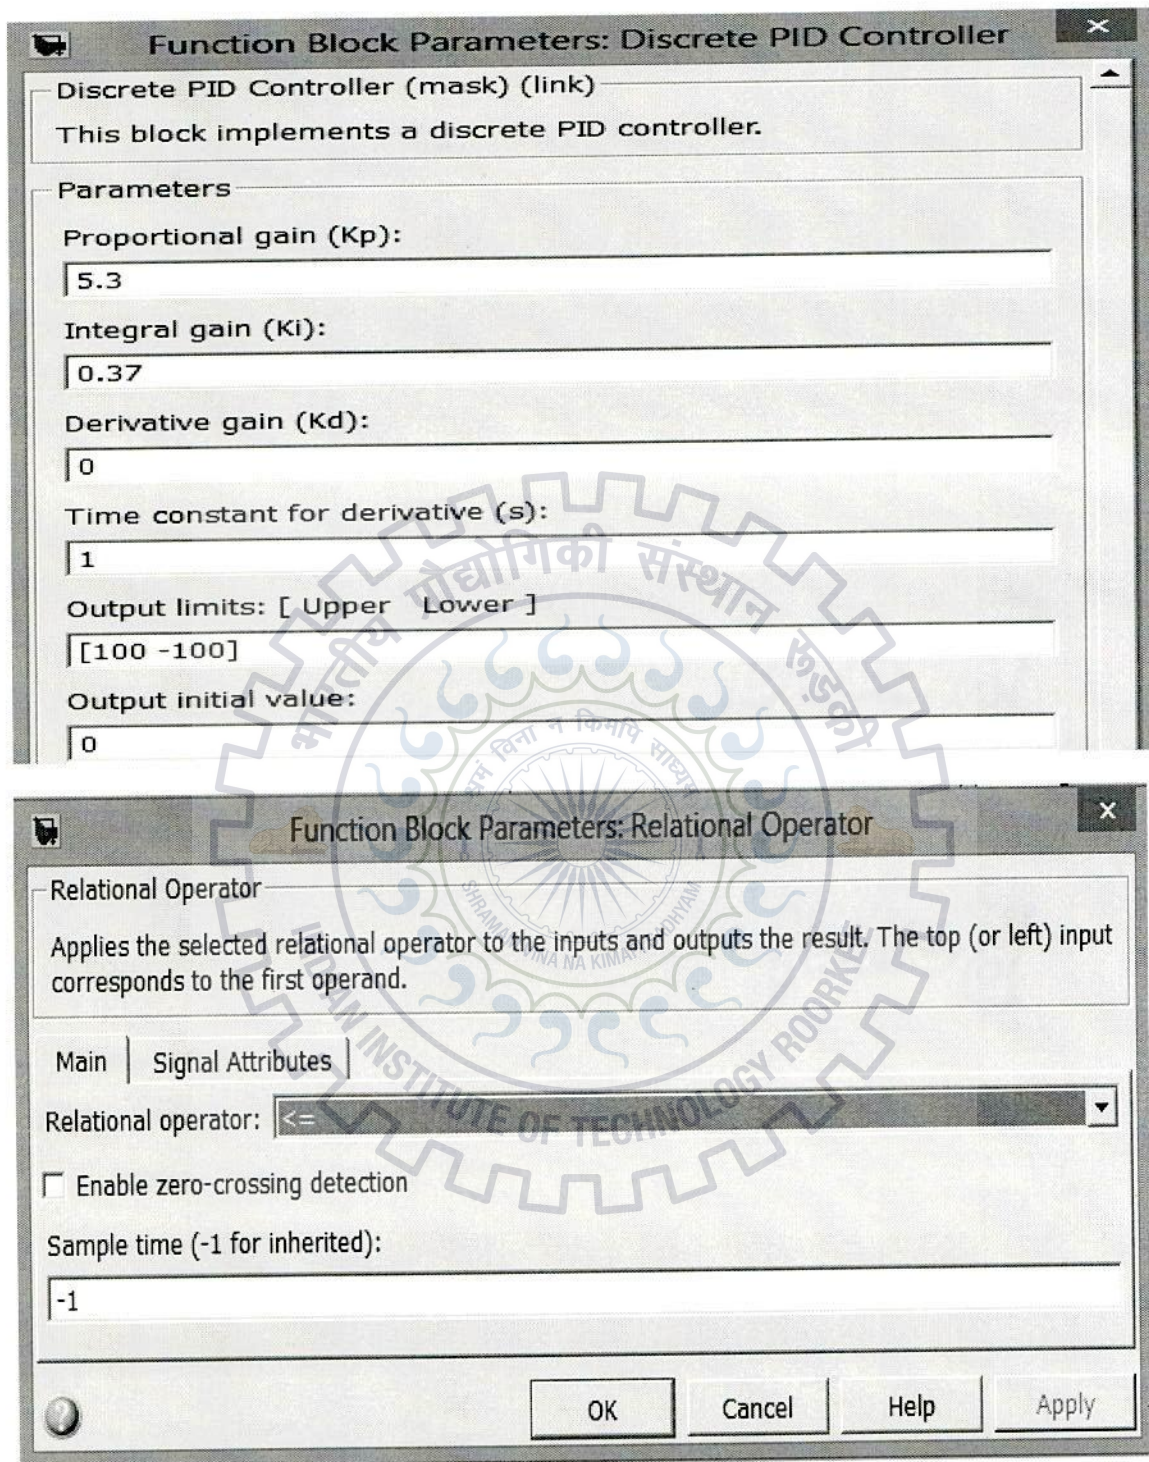 Function Block Parameters: Discrete PID Controller
Discrete PID Controller (mask) (link)
This block implements a discrete PID controller.
Parameters
Proportional gain (Kp):
5.3
Integral gain (Ki):
0.37
Derivative gain (Kd):
0
Time constant for derivative (s):
1
Output limits: [ Upper Lower ]
[100 -100]
Output initial value:
0
Function Block Parameters: Relational Operator
Relational Operator
Applies the selected relational operator to the inputs and outputs the result. The top (or left) input
corresponds to the first operand.
Main
Signal Attributes
Relational operator: <=
Enable zero-crossing detection
Sample time (-1 for inherited):
-1
OK Cancel Help Apply
भारतीय प्रौद्योगिकी संस्थान रुड़की
श्रमं विना न किमपि साध्यम्
INDIAN INSTITUTE OF TECHNOLOGY ROORKEE